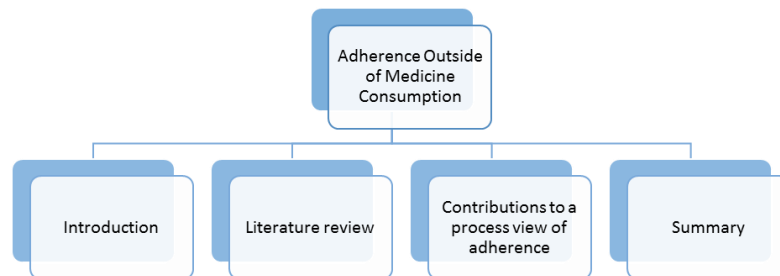 Adherence Outside
of Medicine
Consumption
Introduction
Literature review
Contributions to a
process view of
adherence
Summary